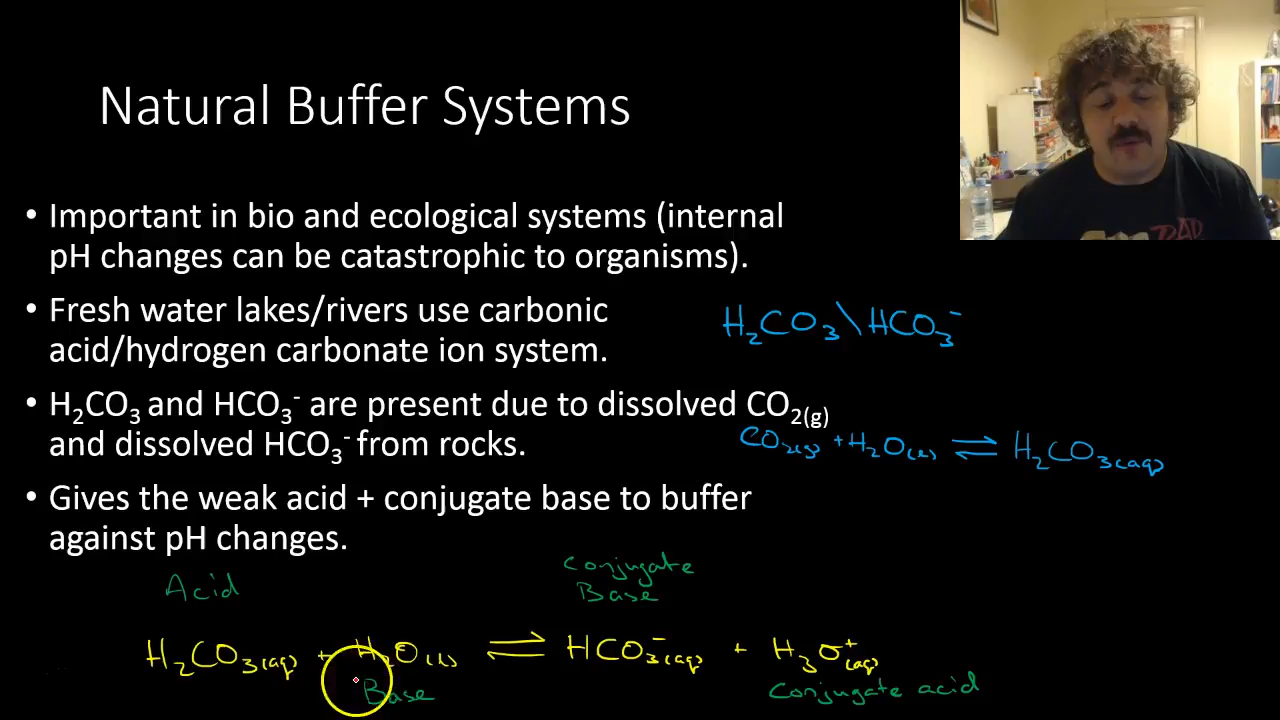 Natural Buffer Systems
• Important in bio and ecological systems (internal
pH changes can be catastrophic to organisms).
• Fresh water lakes/rivers use carbonic
acid/hydrogen carbonate ion system.
H₂CO₃\HCO₃⁻
• H₂CO₃ and HCO₃⁻ are present due to dissolved CO₂₍g₎
and dissolved HCO₃⁻ from rocks.
CO₂(g) + H₂O(l) ⇌ H₂CO₃(aq)
• Gives the weak acid + conjugate base to buffer
against pH changes.
Acid
Conjugate
Base
H₂CO₃(aq) + H₂O(l) ⇌ HCO₃⁻(aq) + H₃O⁺(aq)
Base
Conjugate acid
RAD